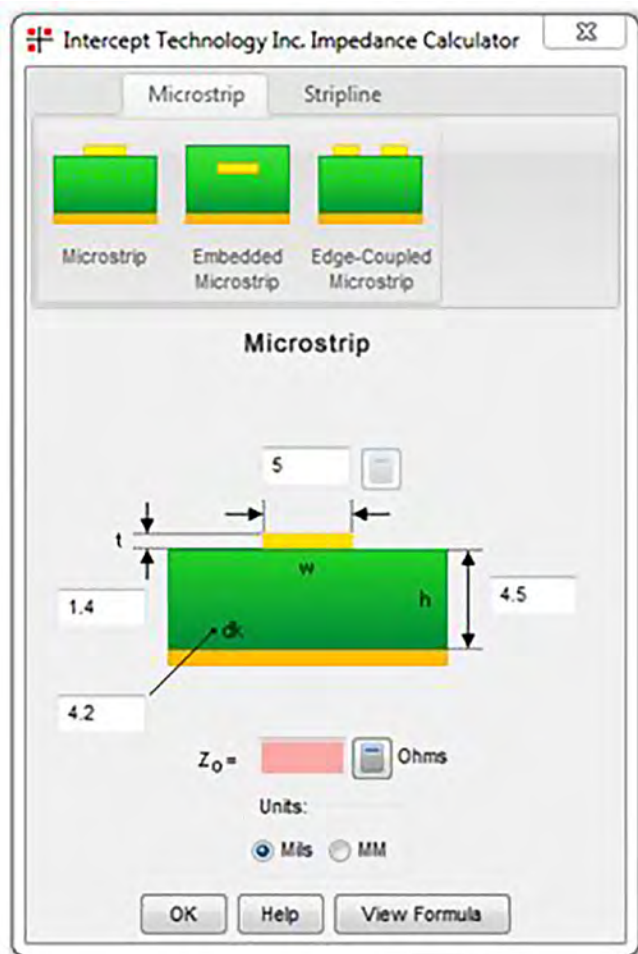 Intercept Technology Inc. Impedance Calculator
Microstrip Stripline
Microstrip Embedded Microstrip Edge-Coupled Microstrip
Microstrip
5
t
w
1.4
h
4.5
dk
4.2
Zo = Ohms
Units:
Mils MM
OK Help View Formula